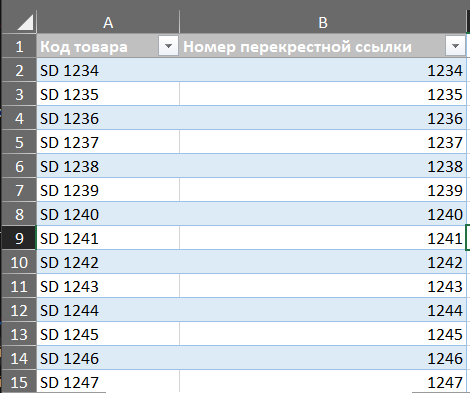 A B
1 Код товара Номер перекрестной ссылки
2 SD 1234 1234
3 SD 1235 1235
4 SD 1236 1236
5 SD 1237 1237
6 SD 1238 1238
7 SD 1239 1239
8 SD 1240 1240
9 SD 1241 1241
10 SD 1242 1242
11 SD 1243 1243
12 SD 1244 1244
13 SD 1245 1245
14 SD 1246 1246
15 SD 1247 1247